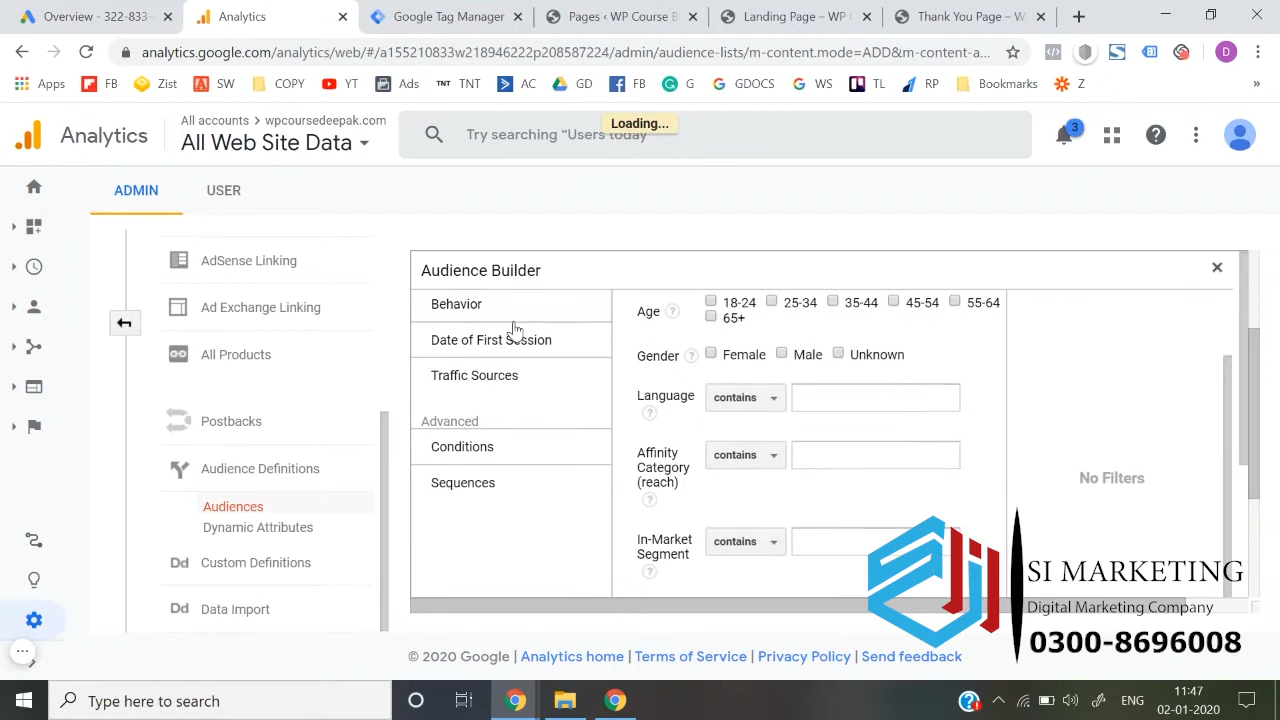 Overview - 322-833-
Analytics
Google Tag Manager
Pages ‹ WP Course B
Landing Page – WP C
Thank You Page – W
analytics.google.com/analytics/web/#/a155210833w218946222p208587224/admin/audience-lists/m-content.mode=ADD&m-content-a...
Apps
FB
Zist
SW
COPY
YT
Ads
TNT
TNT
AC
GD
FB
G
GDOCS
WS
TL
RP
Bookmarks
Z
»
Analytics
All accounts > wpcoursedeepak.com
All Web Site Data
Try searching “Users today
Loading...
3
ADMIN
USER
AdSense Linking
Ad Exchange Linking
All Products
Postbacks
Audience Definitions
Audiences
Dynamic Attributes
Dd Custom Definitions
Dd Data Import
Audience Builder
Behavior
Date of First Session
Traffic Sources
Advanced
Conditions
Sequences
Age ? 18-24 25-34 35-44 45-54 55-64
65+
Gender ? Female Male Unknown
Language
?
contains
Affinity
Category
(reach)
?
contains
In-Market
Segment
?
contains
No Filters
SI MARKETING
Digital Marketing Company
0300-8696008
© 2020 Google | Analytics home | Terms of Service | Privacy Policy | Send feedback
Type here to search
ENG
11:47
02-01-2020